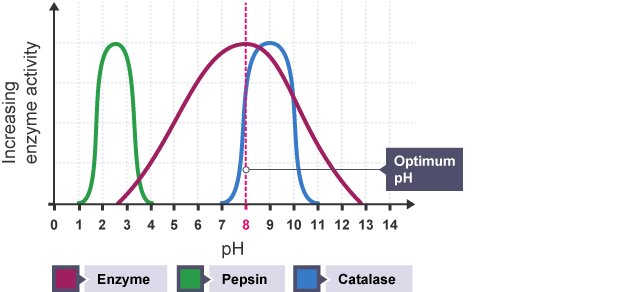 Increasing
enzyme activity
Optimum
pH
0 1 2 3 4 5 6 7 8 9 10 11 12 13 14
pH
Enzyme
Pepsin
Catalase